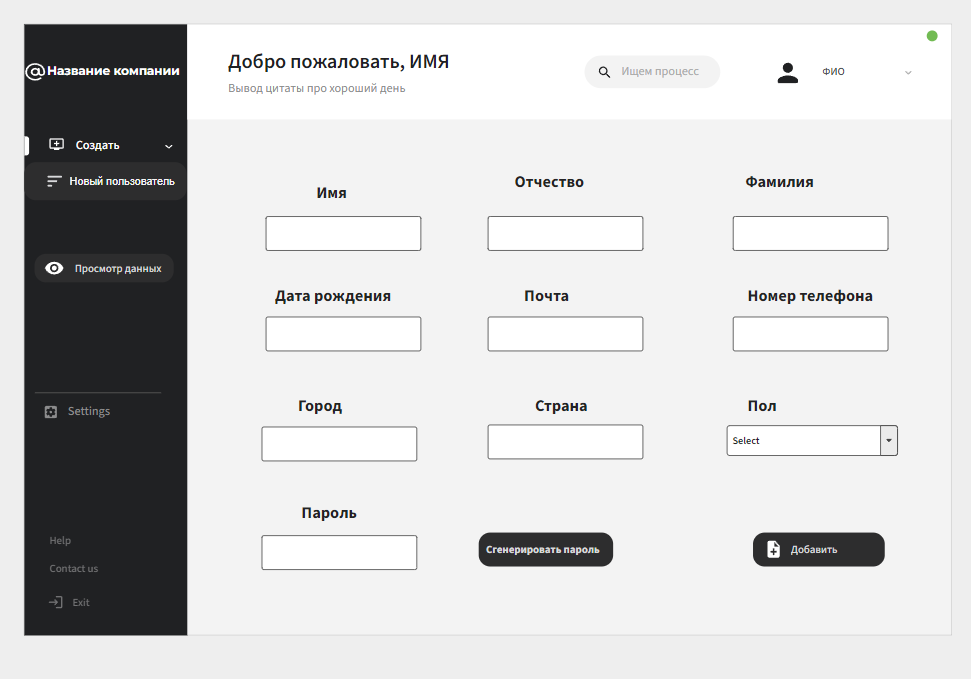 @Название компании
Создать
Новый пользователь
Просмотр данных
Settings
Help
Contact us
Exit
Добро пожаловать, ИМЯ
Вывод цитаты про хороший день
Ищем процесс
ФИО
Имя
Отчество
Фамилия
Дата рождения
Почта
Номер телефона
Город
Страна
Пол
Select
Пароль
Сгенерировать пароль
Добавить